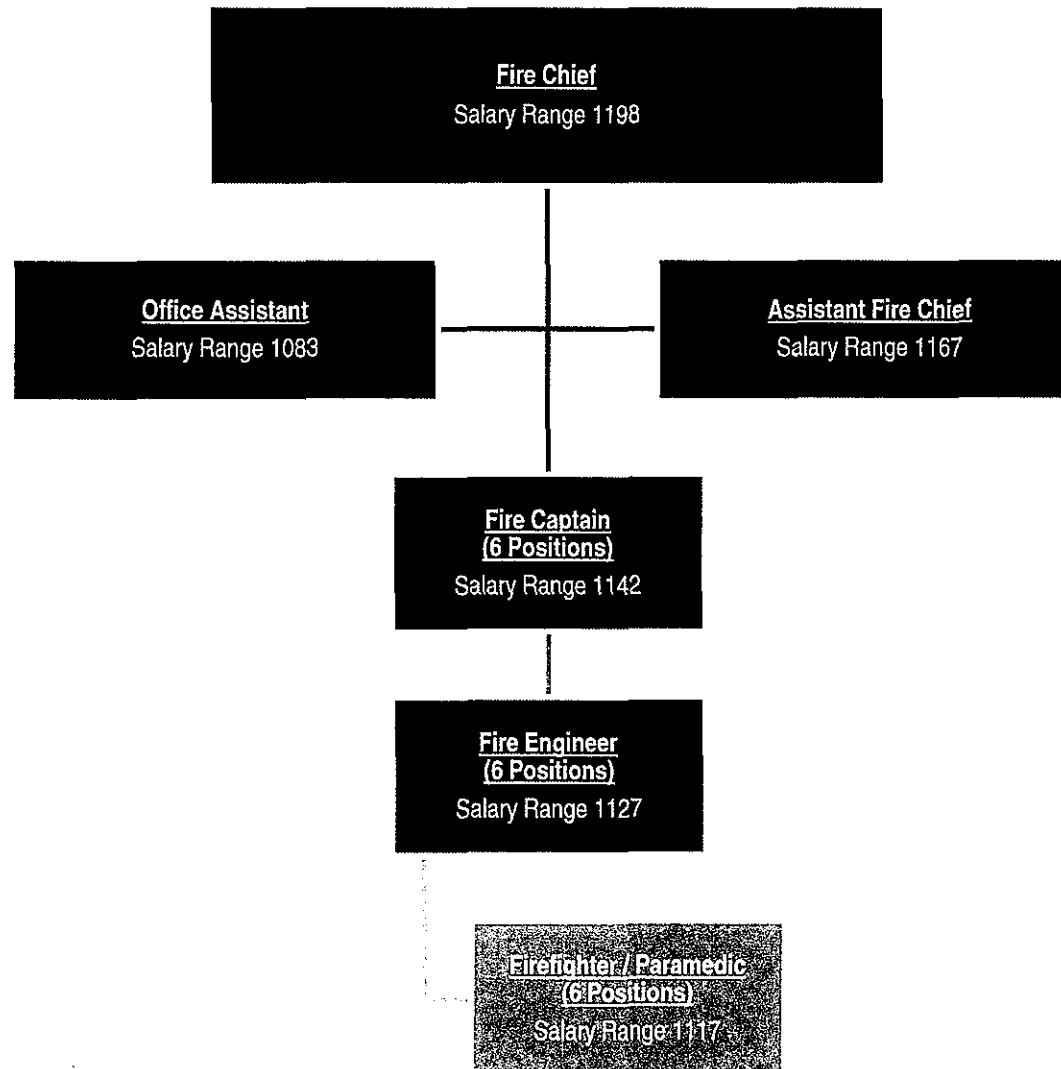 Fire Chief
Salary Range 1198
Office Assistant
Salary Range 1083
Assistant Fire Chief
Salary Range 1167
Fire Captain
(6 Positions)
Salary Range 1142
Fire Engineer
(6 Positions)
Salary Range 1127
Firefighter / Paramedic
(6 Positions)
Salary Range 1117